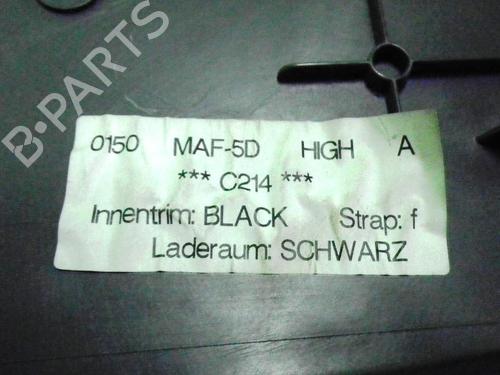 B-PARTS
0150 MAF-5D HIGH A
*** C214 ***
Innentrim: BLACK Strap: f
Laderaum: SCHWARZ